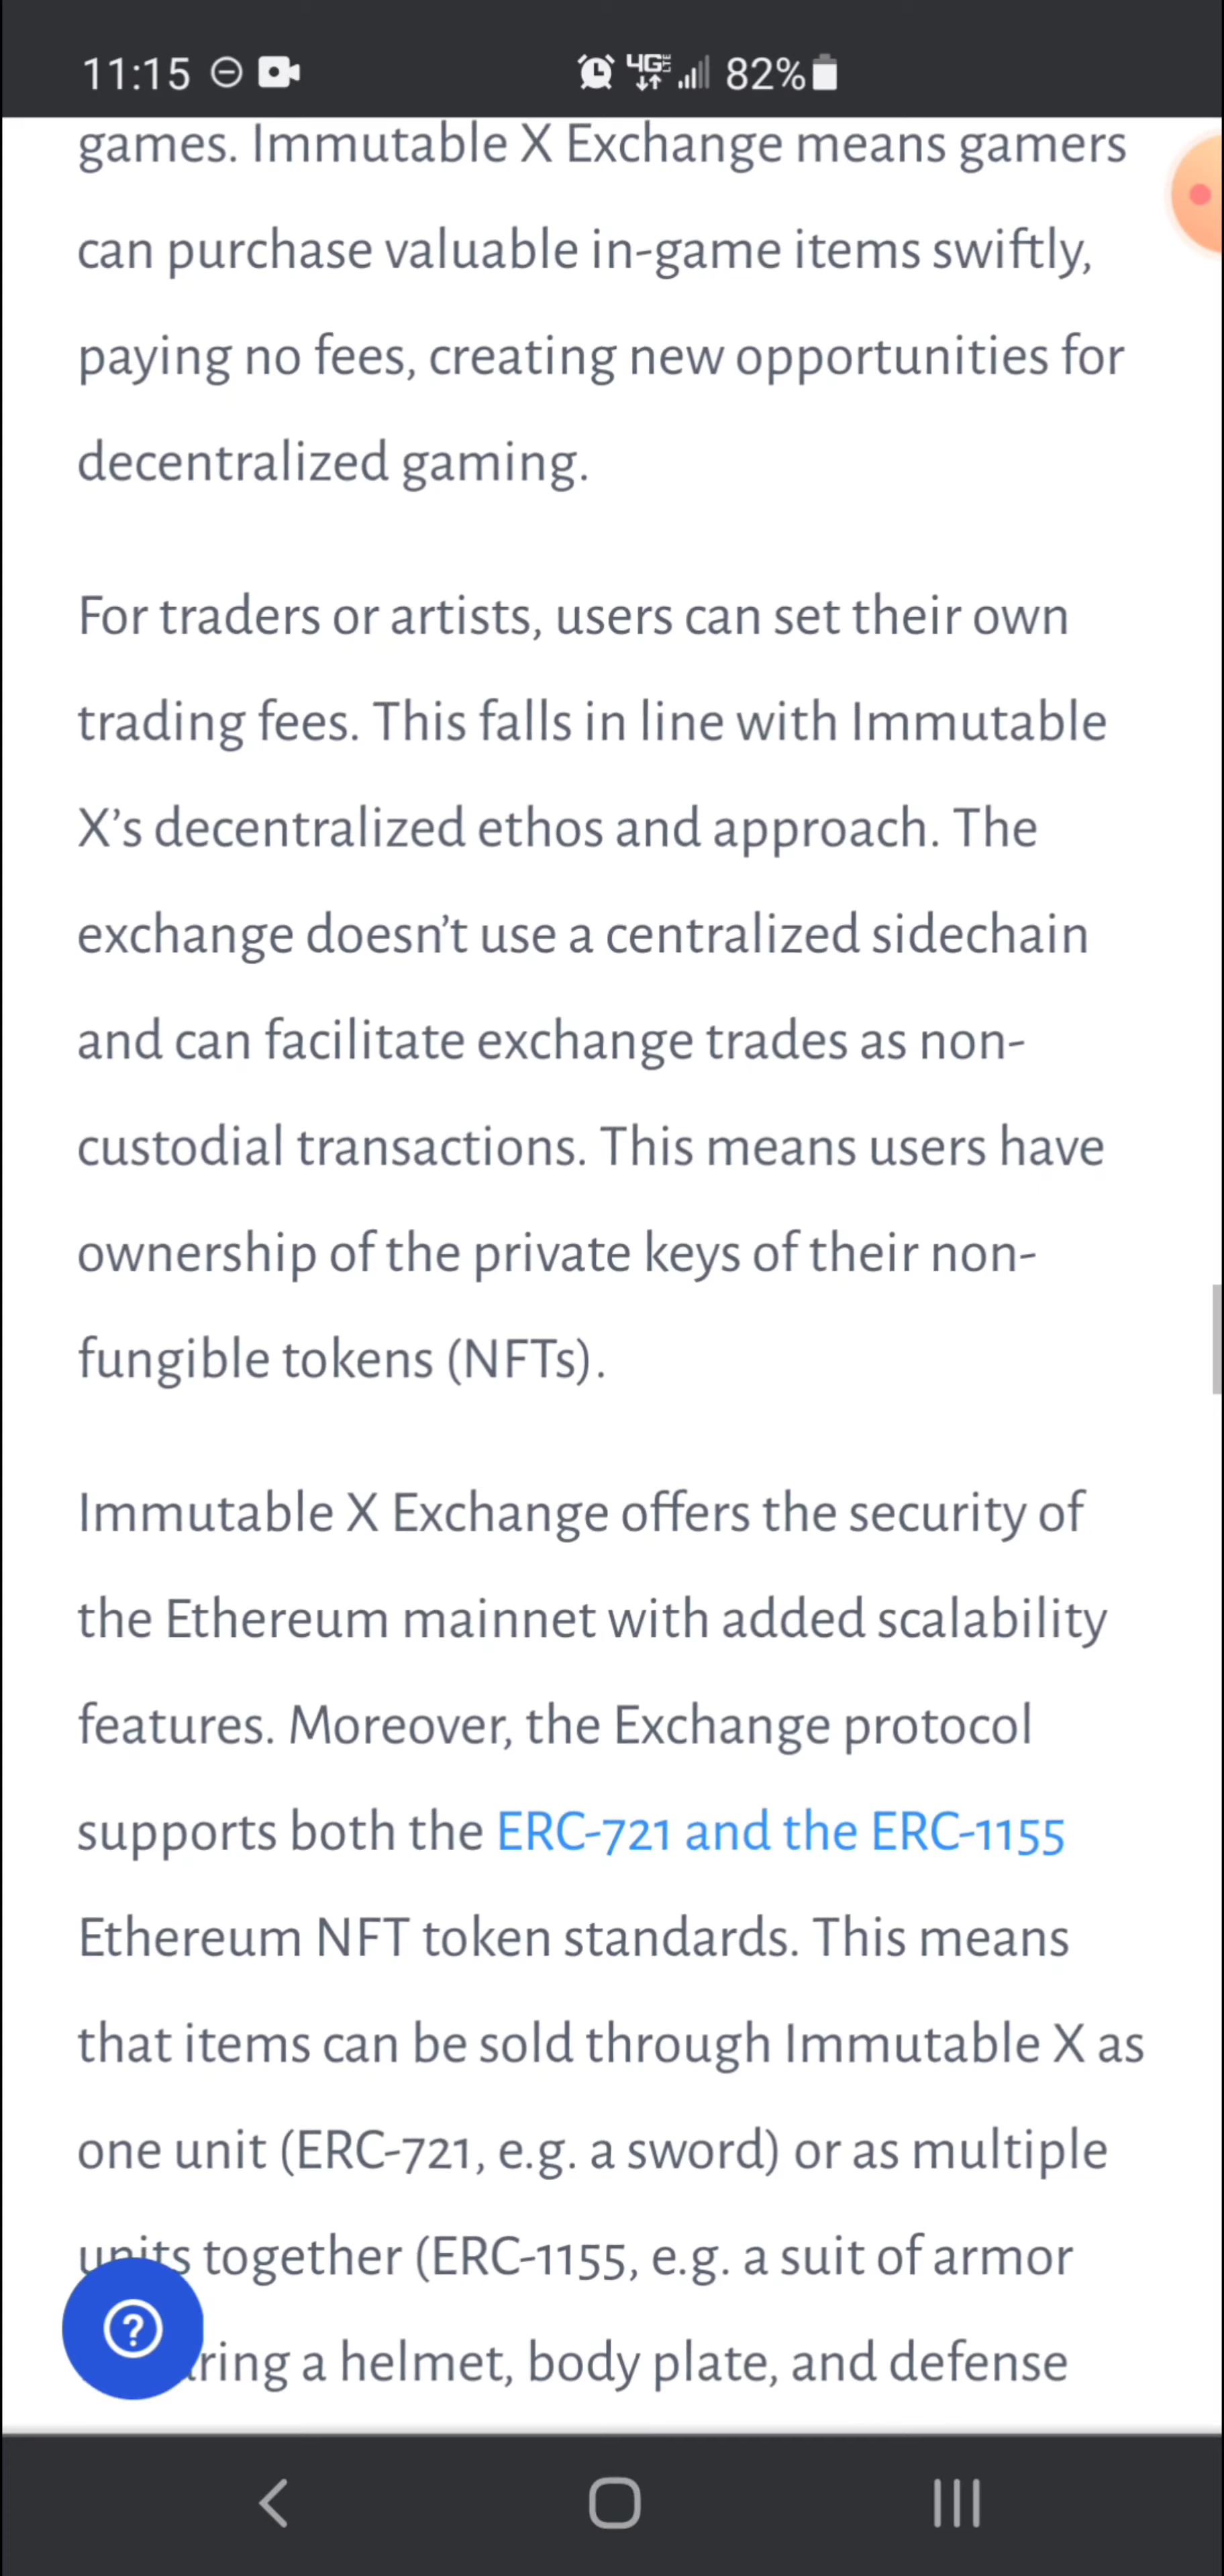 11:15 4G LTE 82%
games. Immutable X Exchange means gamers
can purchase valuable in-game items swiftly,
paying no fees, creating new opportunities for
decentralized gaming.
For traders or artists, users can set their own
trading fees. This falls in line with Immutable
X’s decentralized ethos and approach. The
exchange doesn’t use a centralized sidechain
and can facilitate exchange trades as non-
custodial transactions. This means users have
ownership of the private keys of their non-
fungible tokens (NFTs).
Immutable X Exchange offers the security of
the Ethereum mainnet with added scalability
features. Moreover, the Exchange protocol
supports both the ERC-721 and the ERC-1155
Ethereum NFT token standards. This means
that items can be sold through Immutable X as
one unit (ERC-721, e.g. a sword) or as multiple
units together (ERC-1155, e.g. a suit of armor
ring a helmet, body plate, and defense